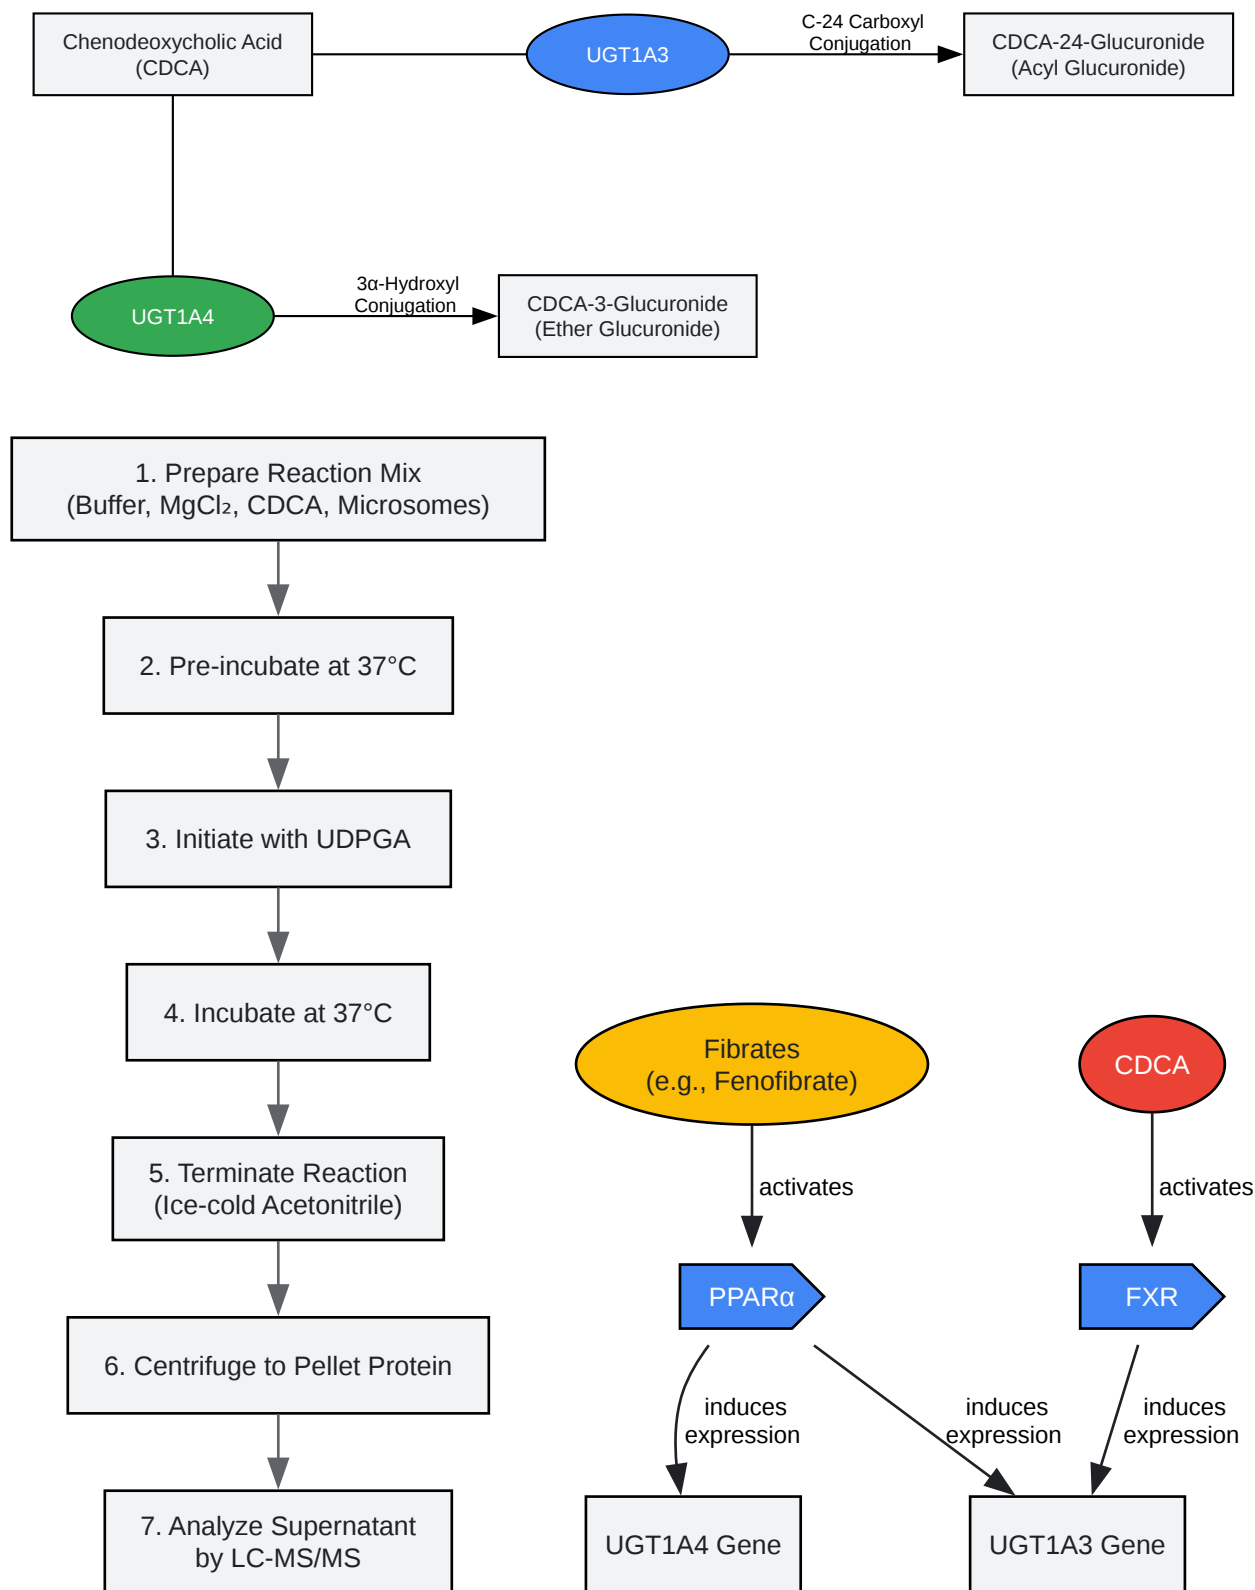 Chenodeoxycholic Acid
(CDCA)
UGT1A3
C-24 Carboxyl
Conjugation
CDCA-24-Glucuronide
(Acyl Glucuronide)
UGT1A4
3α-Hydroxyl
Conjugation
CDCA-3-Glucuronide
(Ether Glucuronide)
1. Prepare Reaction Mix
(Buffer, MgCl₂, CDCA, Microsomes)
2. Pre-incubate at 37°C
3. Initiate with UDPGA
4. Incubate at 37°C
5. Terminate Reaction
(Ice-cold Acetonitrile)
6. Centrifuge to Pellet Protein
7. Analyze Supernatant
by LC-MS/MS
Fibrates
(e.g., Fenofibrate)
CDCA
activates
activates
PPARα
FXR
induces
expression
induces
expression
induces
expression
UGT1A4 Gene
UGT1A3 Gene